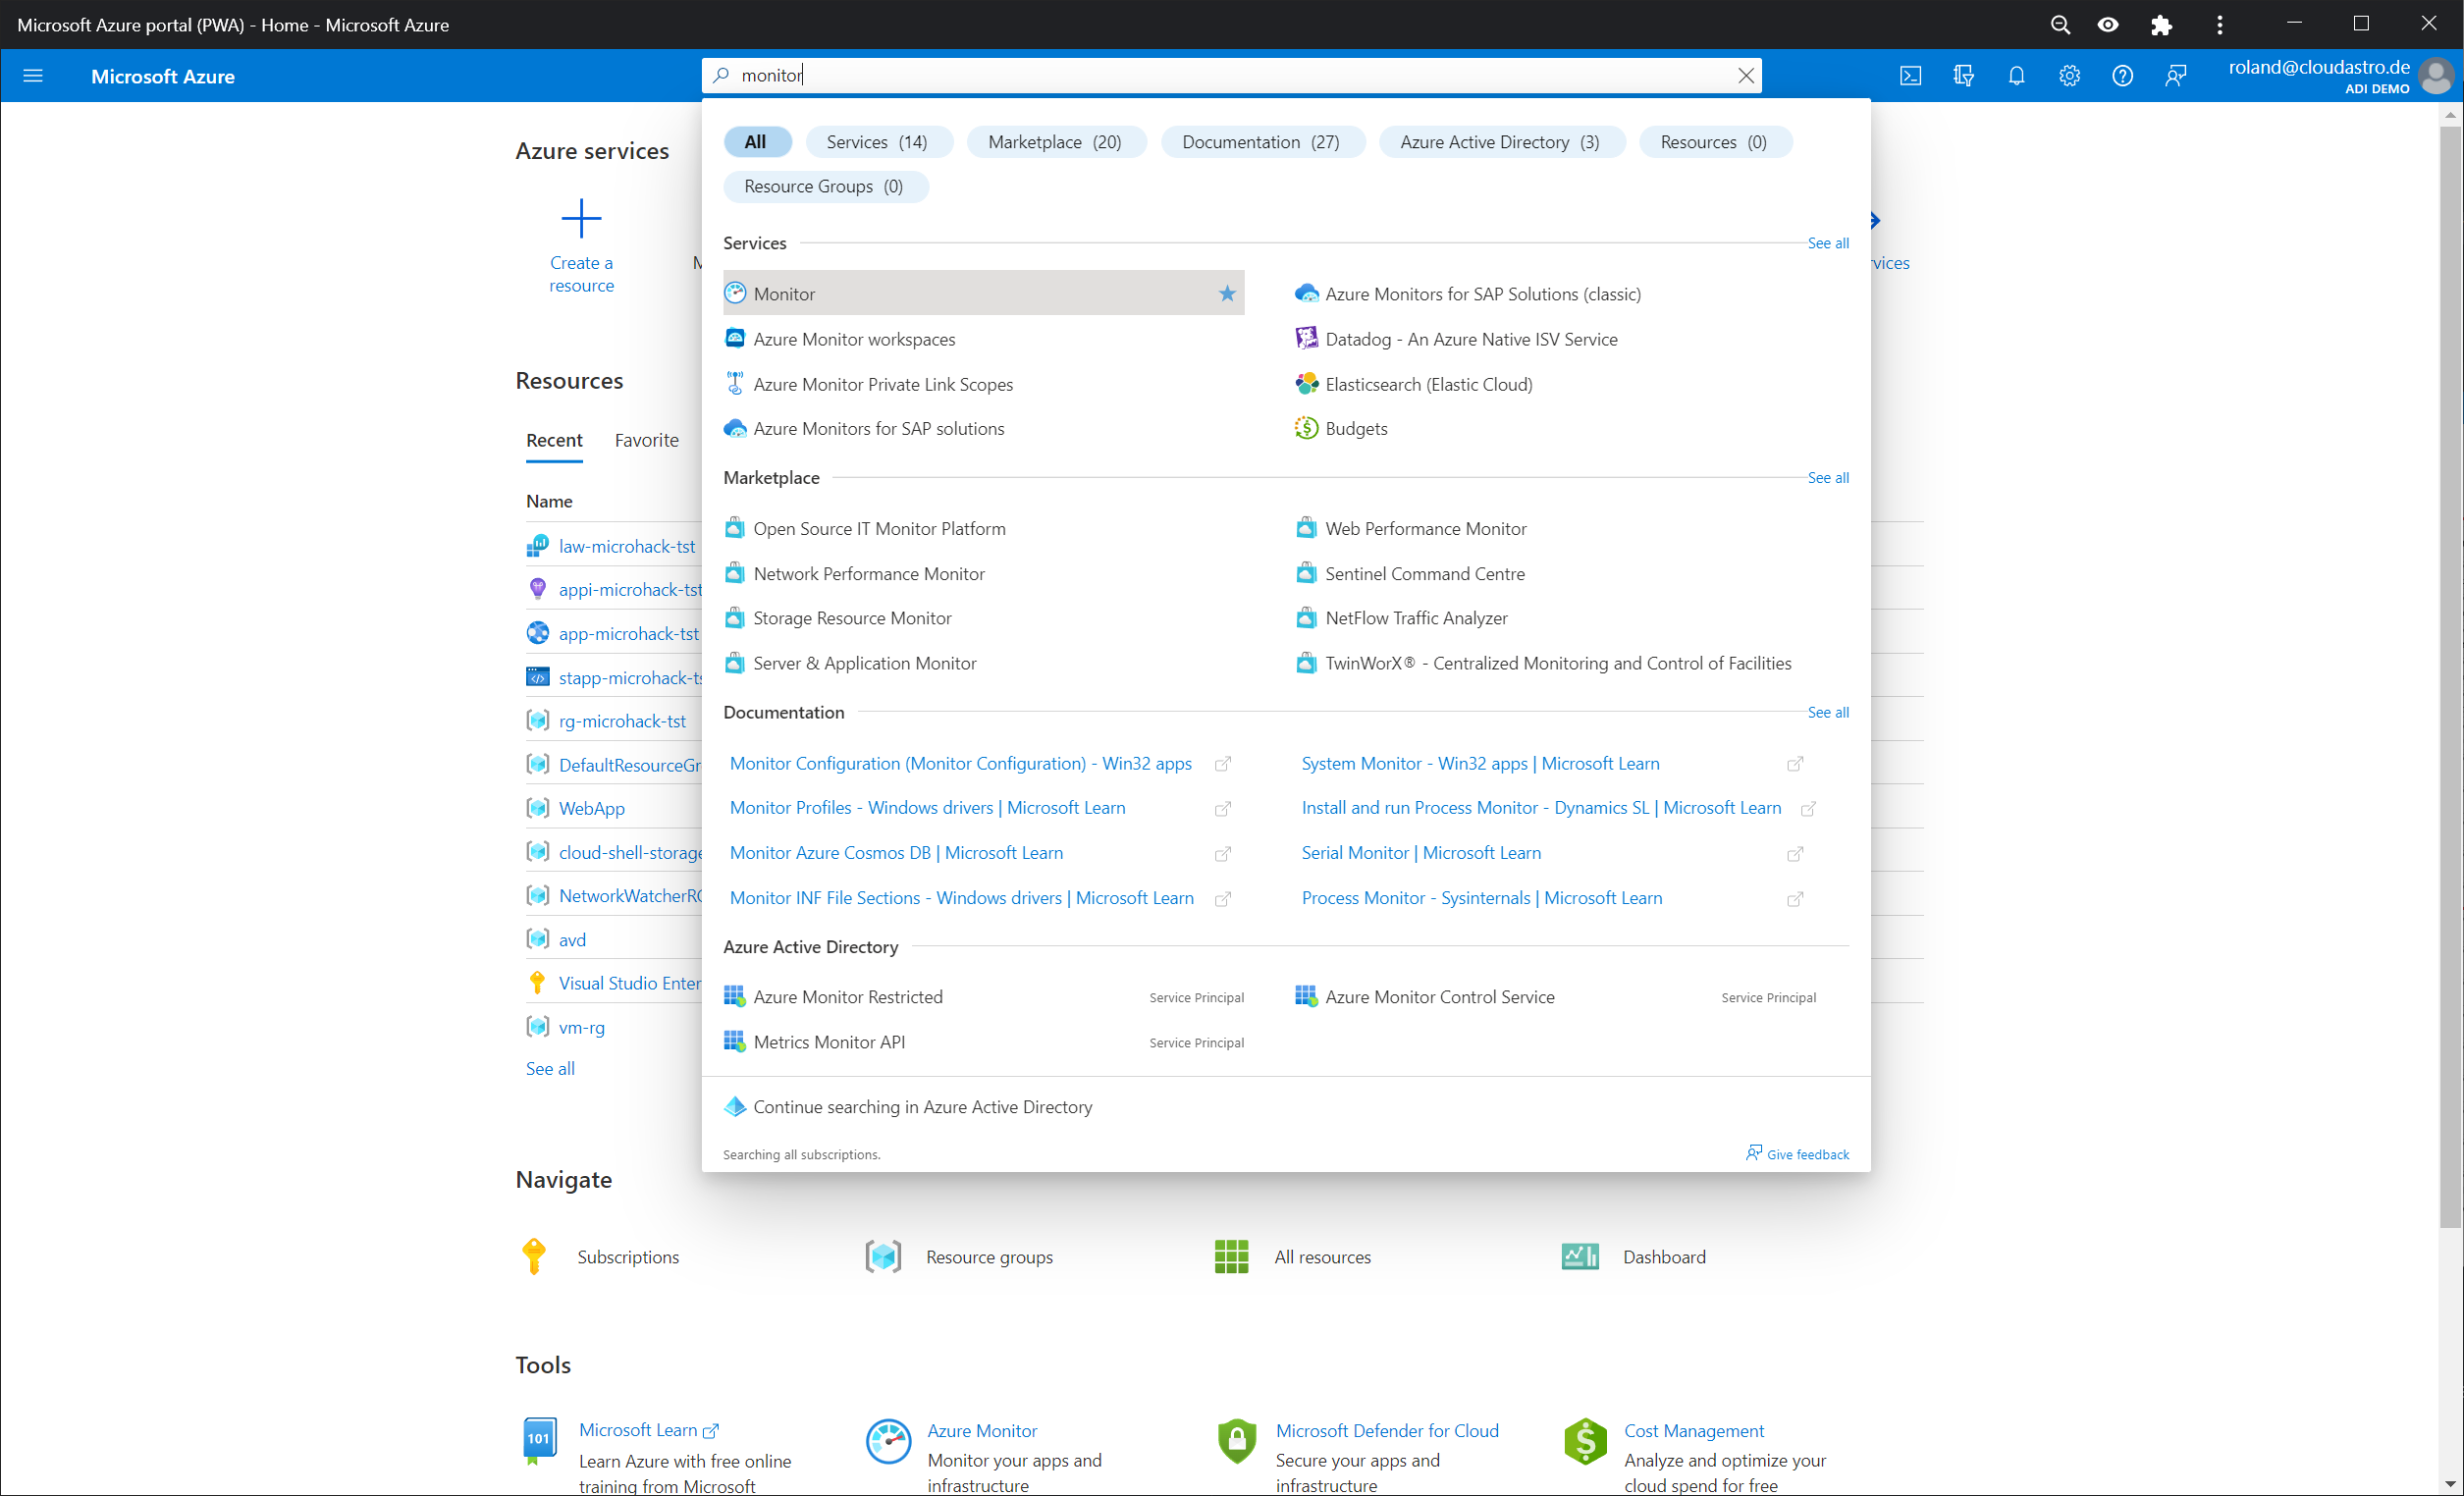 Microsoft Azure portal (PWA) - Home - Microsoft Azure
Microsoft Azure
monitor
roland@cloudastro.de
ADI DEMO
All
Services (14)
Marketplace (20)
Documentation (27)
Azure Active Directory (3)
Resources (0)
Resource Groups (0)
Azure services
Create a
resource
Services
See all
Monitor
Azure Monitors for SAP Solutions (classic)
Azure Monitor workspaces
Datadog - An Azure Native ISV Service
Azure Monitor Private Link Scopes
Elasticsearch (Elastic Cloud)
Azure Monitors for SAP solutions
Budgets
Marketplace
See all
Open Source IT Monitor Platform
Web Performance Monitor
Network Performance Monitor
Sentinel Command Centre
Storage Resource Monitor
NetFlow Traffic Analyzer
Server & Application Monitor
TwinWorX® - Centralized Monitoring and Control of Facilities
Documentation
See all
Monitor Configuration (Monitor Configuration) - Win32 apps
System Monitor - Win32 apps | Microsoft Learn
Monitor Profiles - Windows drivers | Microsoft Learn
Install and run Process Monitor - Dynamics SL | Microsoft Learn
Monitor Azure Cosmos DB | Microsoft Learn
Serial Monitor | Microsoft Learn
Monitor INF File Sections - Windows drivers | Microsoft Learn
Process Monitor - Sysinternals | Microsoft Learn
Azure Active Directory
Azure Monitor Restricted
Service Principal
Azure Monitor Control Service
Service Principal
Metrics Monitor API
Service Principal
Continue searching in Azure Active Directory
Searching all subscriptions.
Give feedback
Resources
Recent
Favorite
Name
law-microhack-tst
appi-microhack-tst
app-microhack-tst
stapp-microhack-ts
rg-microhack-tst
DefaultResourceGr
WebApp
cloud-shell-storage
NetworkWatcherRG
avd
Visual Studio Enter
vm-rg
See all
Navigate
Subscriptions
Resource groups
All resources
Dashboard
Tools
101
Microsoft Learn
Learn Azure with free online
training from Microsoft
Azure Monitor
Monitor your apps and
infrastructure
Microsoft Defender for Cloud
Secure your apps and
infrastructure
Cost Management
Analyze and optimize your
cloud spend for free